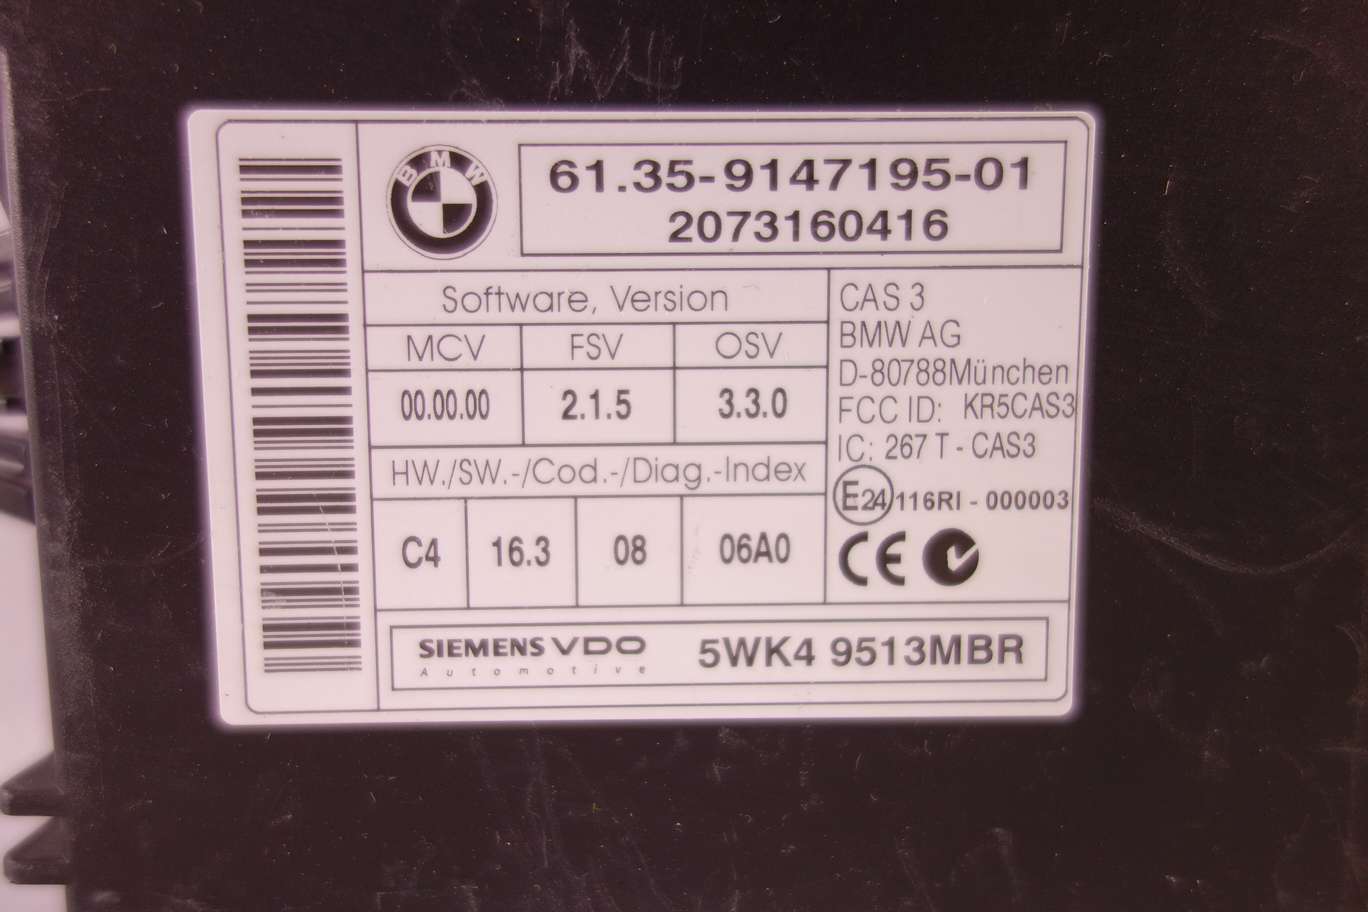 BMW
61.35-9147195-01
2073160416
Software, Version
MCV FSV OSV
00.00.00 2.1.5 3.3.0
HW./SW.-/Cod.-/Diag.-Index
C4 16.3 08 06A0
CAS 3
BMW AG
D-80788München
FCC ID: KR5CAS3
IC: 267 T - CAS3
E24 116RI - 000003
CE
SIEMENS VDO
Automotive
5WK4 9513MBR